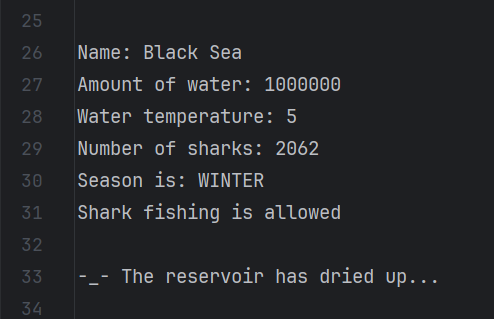 25
26 Name: Black Sea
27 Amount of water: 1000000
28 Water temperature: 5
29 Number of sharks: 2062
30 Season is: WINTER
31 Shark fishing is allowed
32
33 -_- The reservoir has dried up...
34